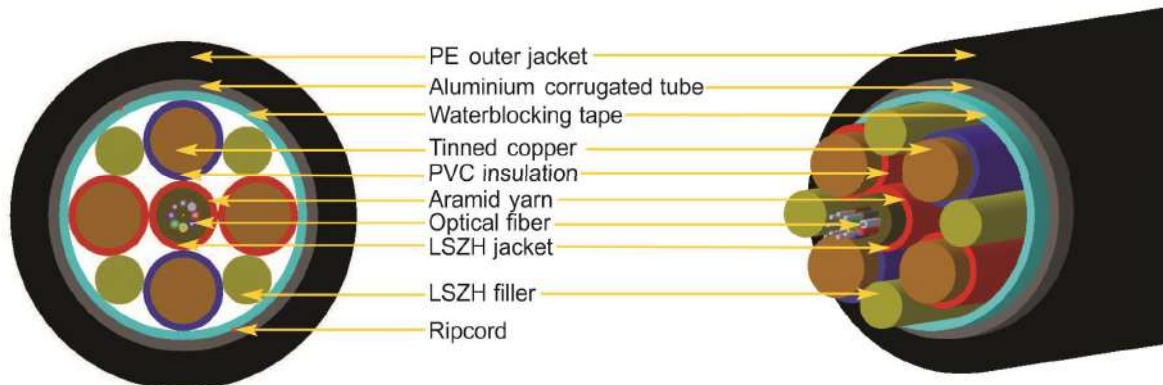 PE outer jacket
Aluminium corrugated tube
Waterblocking tape
Tinned copper
PVC insulation
Aramid yarn
Optical fiber
LSZH jacket
LSZH filler
Ripcord